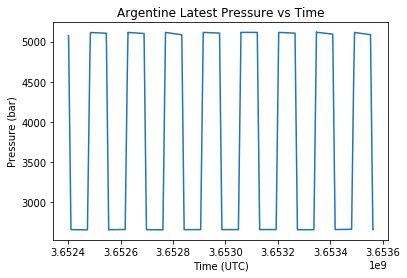 Argentine Latest Pressure vs Time
Pressure (bar)
5000
4500
4000
3500
3000
3.6524 3.6526 3.6528 3.6530 3.6532 3.6534 3.6536
1e9
Time (UTC)